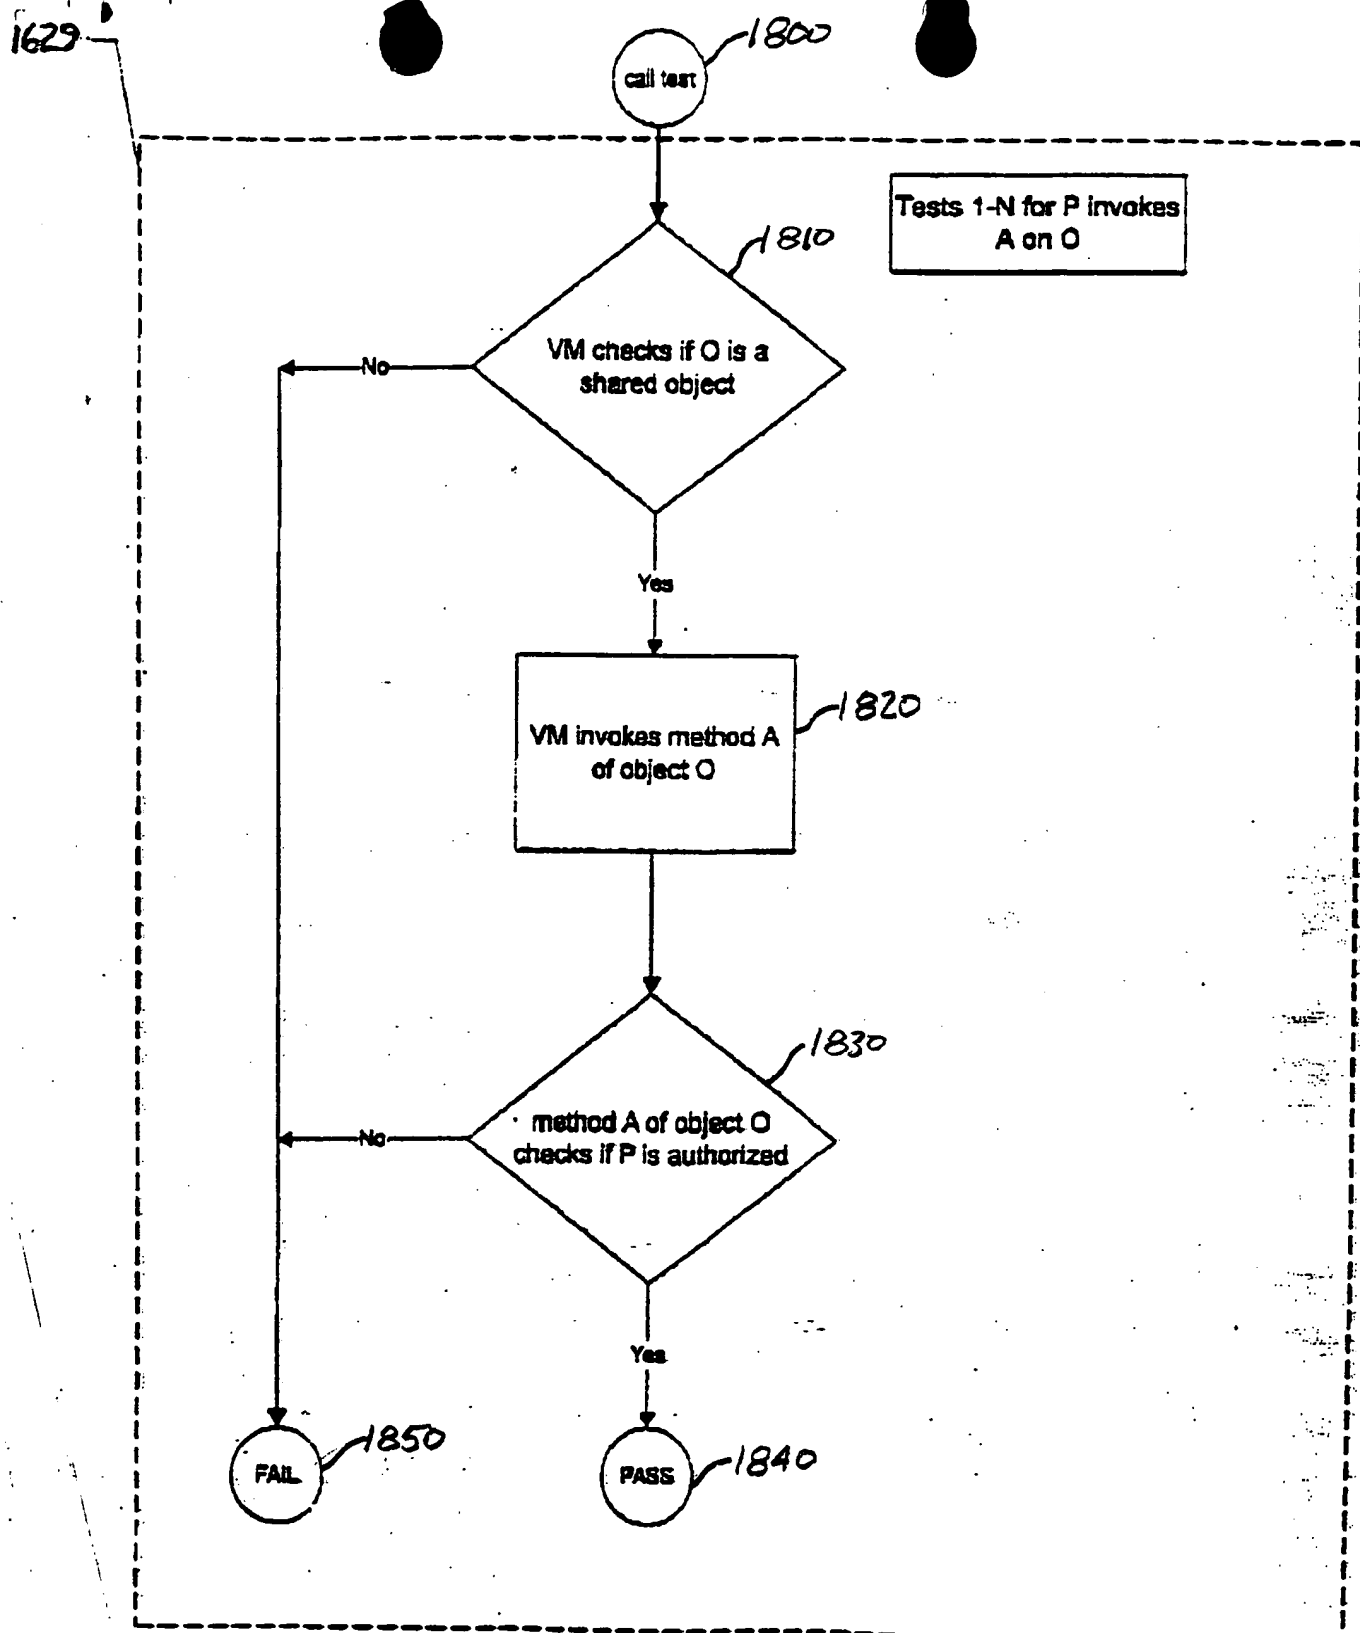 1629
1800
call test
Tests 1-N for P invokes
A on O
1810
VM checks if O is a
shared object
No
Yes
1820
VM invokes method A
of object O
1830
method A of object O
checks if P is authorized
No
Yes
1850
FAIL
1840
PASS